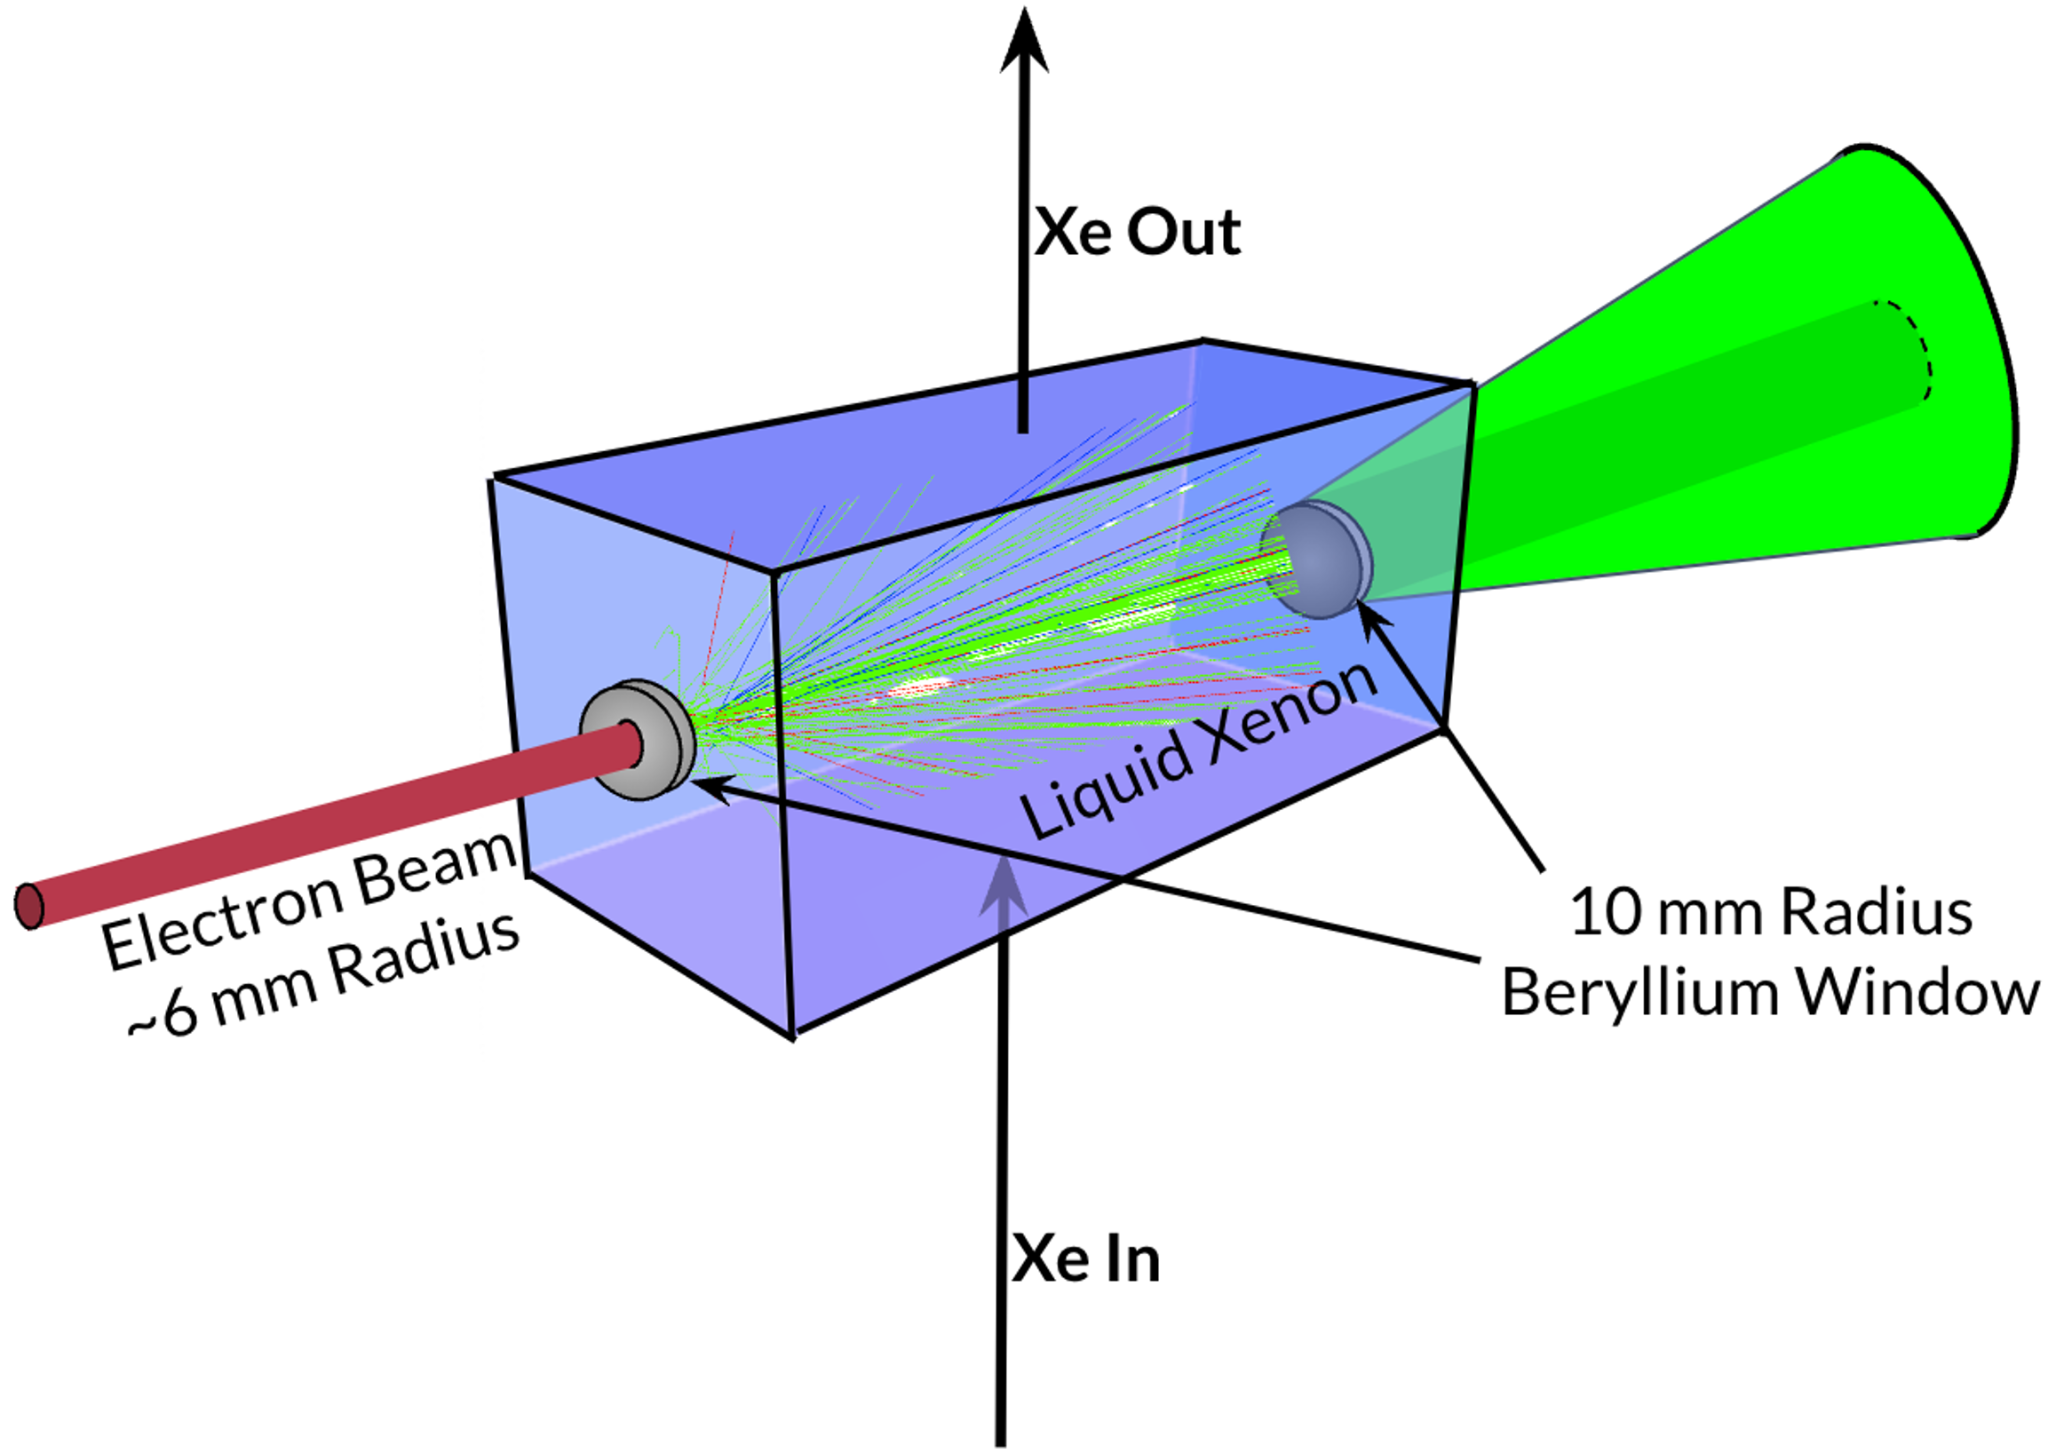 Xe Out
Liquid Xenon
Electron Beam
~6 mm Radius
10 mm Radius
Beryllium Window
Xe In